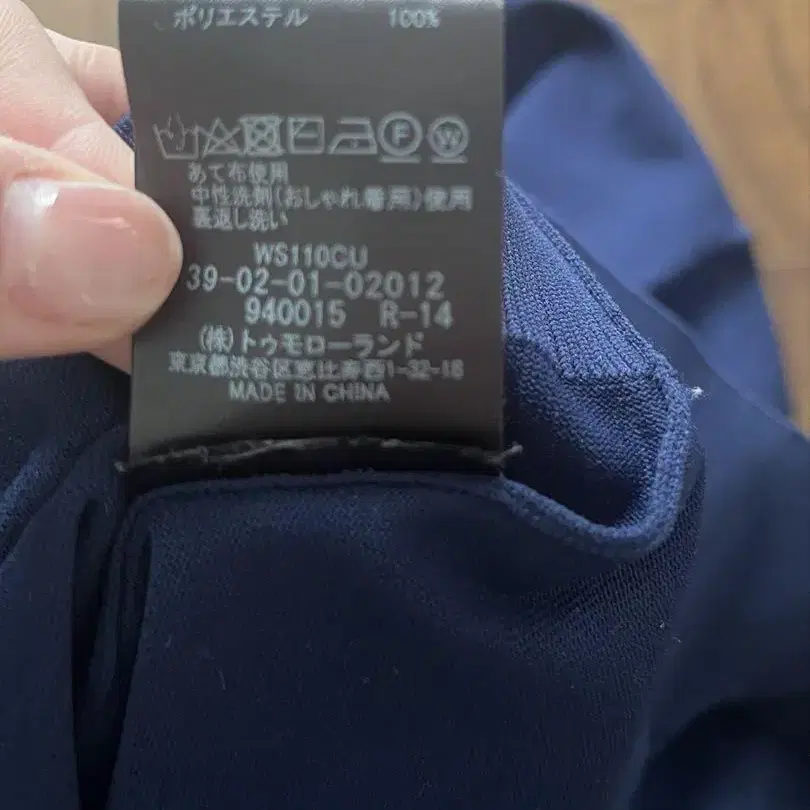 ポリエステル 100%
F W
あて布使用
中性洗剤(おしゃれ着用)使用
裏返し洗い
WS110CU
39-02-01-02012
940015 R-14
(株)トゥモローランド
東京都渋谷区恵比寿西1-32-18
MADE IN CHINA